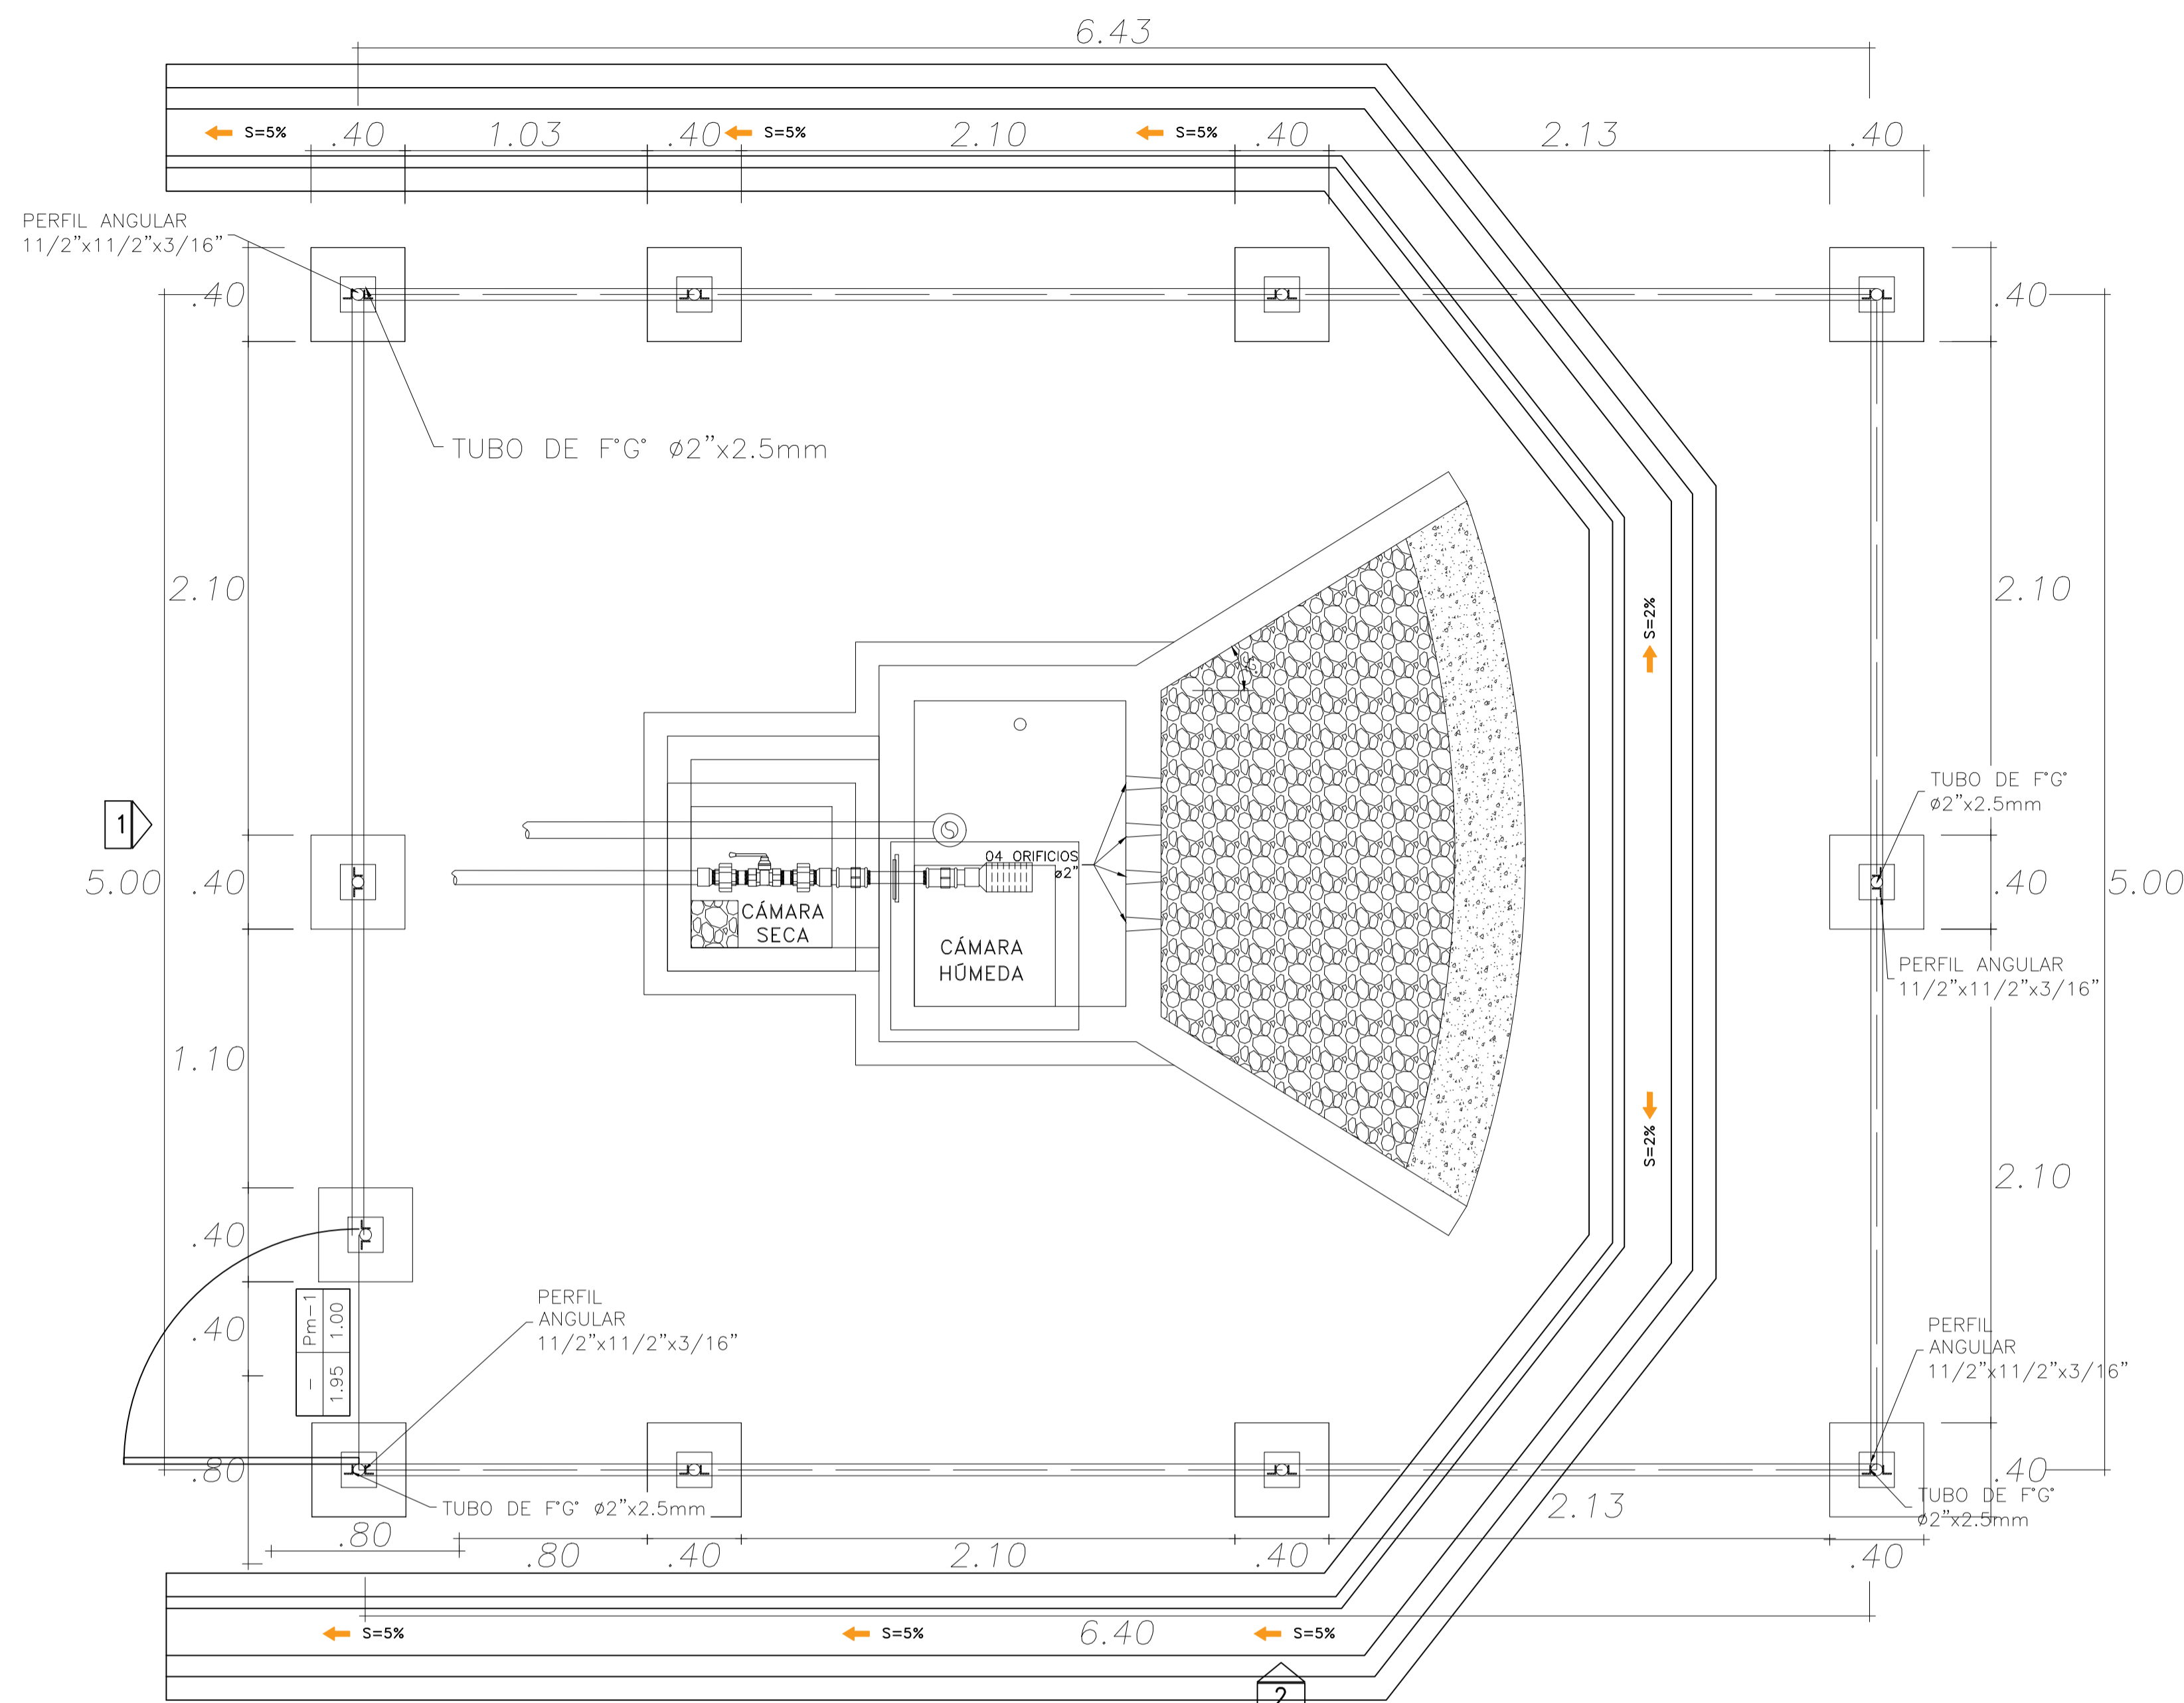 6.43
S=5%
.40
1.03
.40
S=5%
2.10
S=5%
.40
2.13
.40
PERFIL ANGULAR
11/2"x11/2"x3/16"
.40
.40
TUBO DE F°G° ø2"x2.5mm
2.10
S=2%
2.10
TUBO DE F°G°
ø2"x2.5mm
1
04 ORIFICIOS
ø2"
5.00
.40
.40
5.00
CÁMARA
SECA
CÁMARA
HÚMEDA
PERFIL ANGULAR
11/2"x11/2"x3/16"
1.10
S=2%
2.10
.40
PERFIL
ANGULAR
11/2"x11/2"x3/16"
Pm-1
1.00
-
1.95
.40
PERFIL
ANGULAR
11/2"x11/2"x3/16"
.80
.40
TUBO DE F°G° ø2"x2.5mm
2.13
TUBO DE F°G°
ø2"x2.5mm
.80
.80
.40
2.10
.40
.40
S=5%
S=5%
6.40
S=5%
2